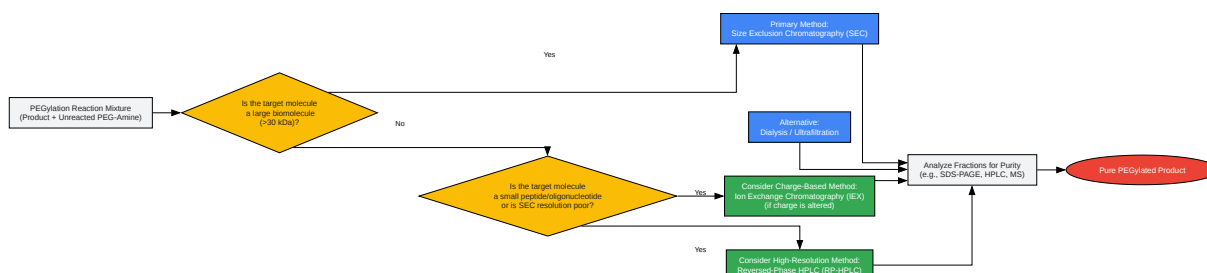 Primary Method:
Size Exclusion Chromatography (SEC)
Yes
PEGylation Reaction Mixture
(Product + Unreacted PEG-Amine)
Is the target molecule
a large biomolecule
(>30 kDa)?
No
Alternative:
Dialysis / Ultrafiltration
Analyze Fractions for Purity
(e.g., SDS-PAGE, HPLC, MS)
Pure PEGylated Product
Is the target molecule
a small peptide/oligonucleotide
or is SEC resolution poor?
Yes
Consider Charge-Based Method:
Ion Exchange Chromatography (IEX)
(if charge is altered)
Yes
Consider High-Resolution Method:
Reversed-Phase HPLC (RP-HPLC)